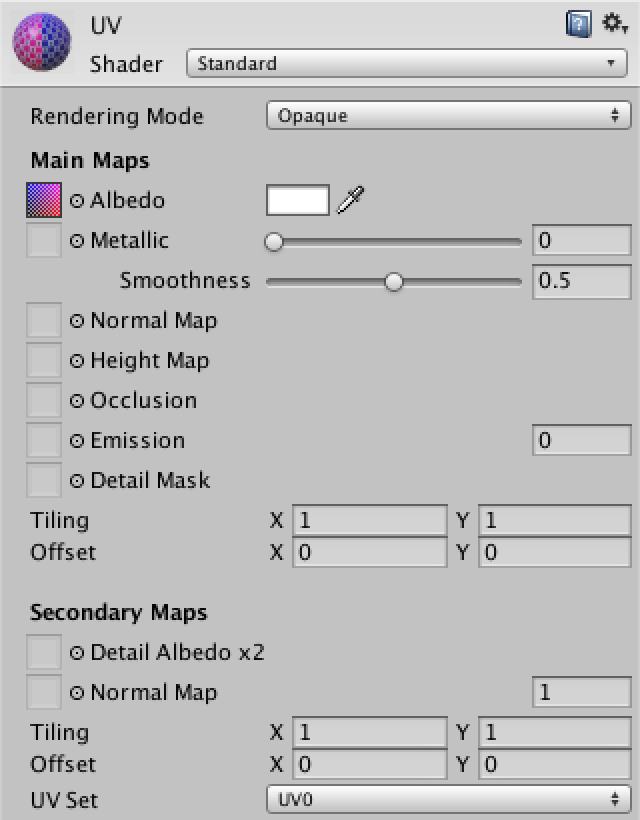 UV
Shader Standard
Rendering Mode Opaque
Main Maps
Albedo
Metallic 0
Smoothness 0.5
Normal Map
Height Map
Occlusion
Emission 0
Detail Mask
Tiling X 1 Y 1
Offset X 0 Y 0
Secondary Maps
Detail Albedo x2
Normal Map 1
Tiling X 1 Y 1
Offset X 0 Y 0
UV Set UV0